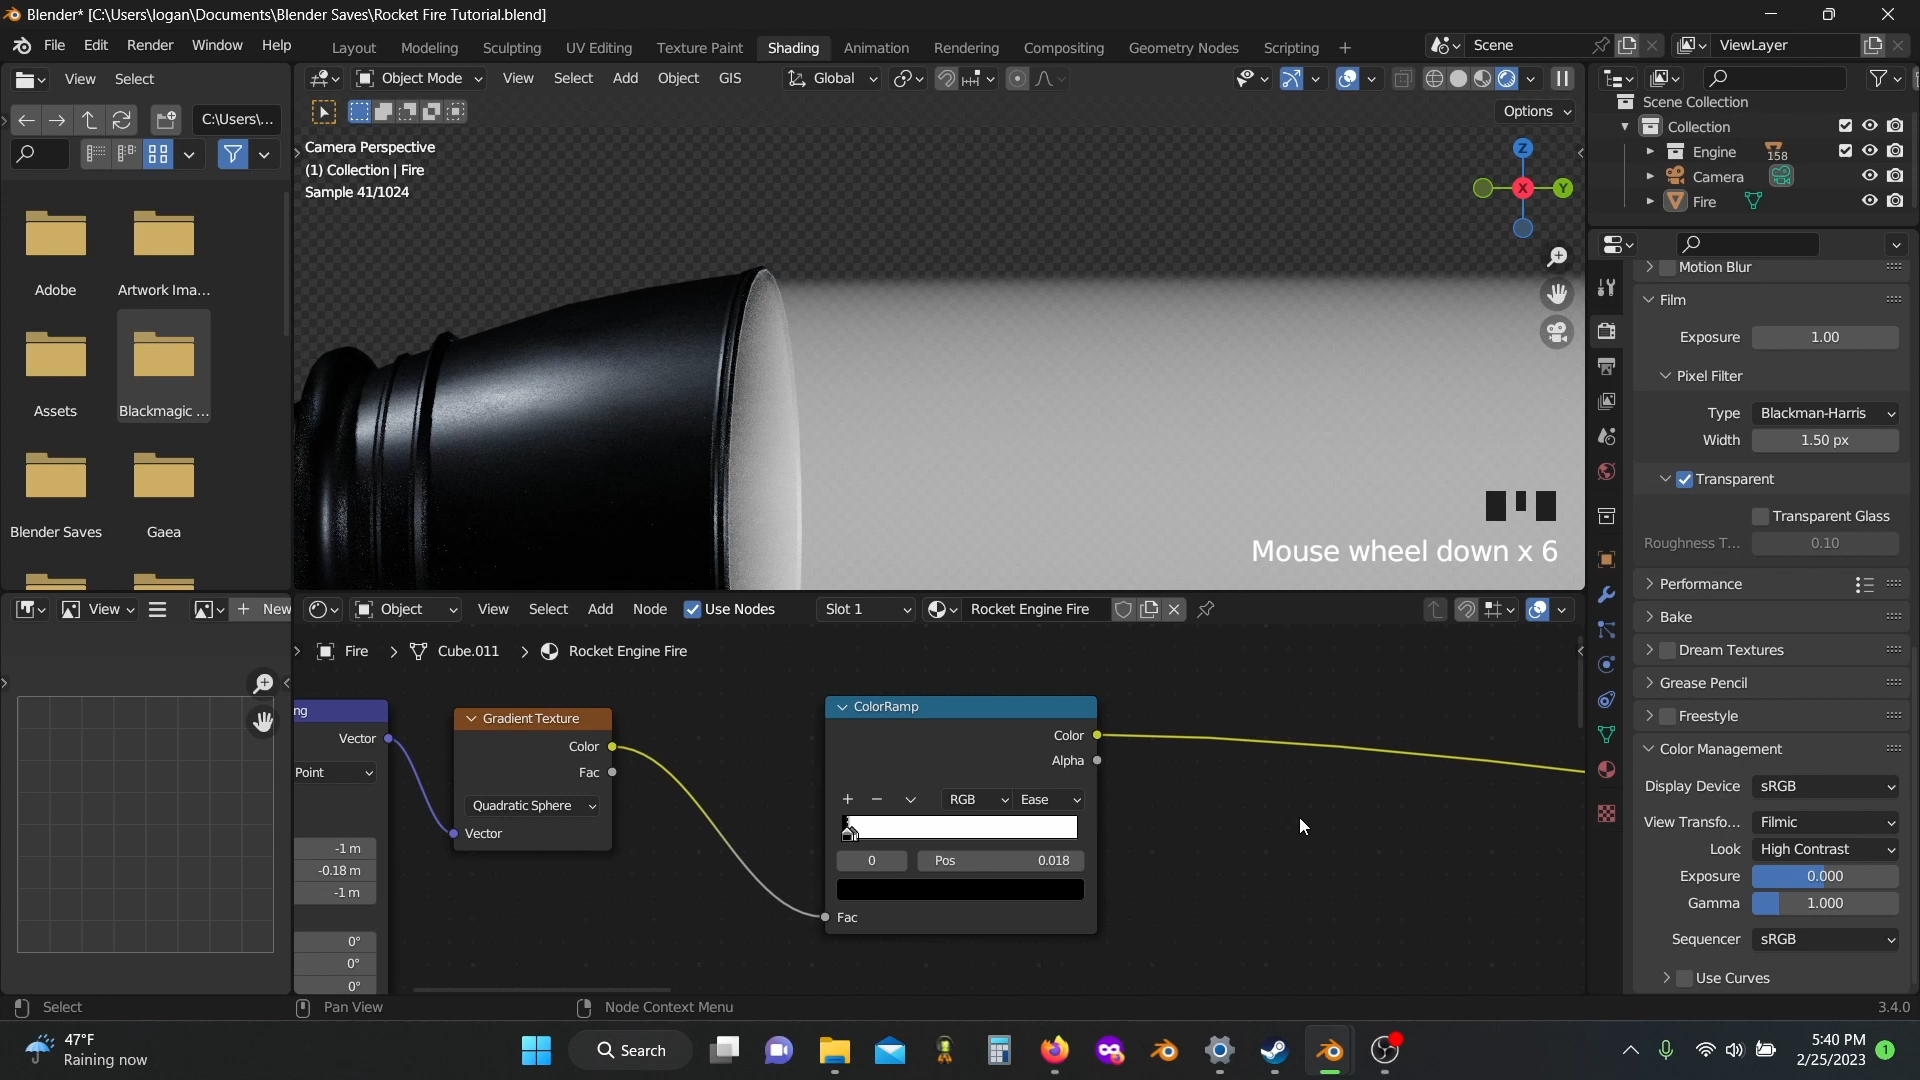 Blender* [C:\Users\logan\Documents\Blender Saves\Rocket Fire Tutorial.blend]
File Edit Render Window Help Layout Modeling Sculpting UV Editing Texture Paint Shading Animation Rendering Compositing Geometry Nodes Scripting + Scene ViewLayer
View Select Object Mode View Select Add Object GIS Global
C:\Users\... Options
Scene Collection
Collection
Engine 158
Camera
Fire
Camera Perspective
(1) Collection | Fire
Sample 41/1024
Z
X Y
Adobe Artwork Ima...
Assets Blackmagic ...
Blender Saves Gaea
Mouse wheel down x 6
Motion Blur
Film
Exposure 1.00
Pixel Filter
Type Blackman-Harris
Width 1.50 px
Transparent
Transparent Glass
Roughness T... 0.10
Performance
Bake
Dream Textures
Grease Pencil
Freestyle
Color Management
Display Device sRGB
View Transfo... Filmic
Look High Contrast
Exposure 0.000
Gamma 1.000
Sequencer sRGB
Use Curves
View + New Object View Select Add Node Use Nodes Slot 1 Rocket Engine Fire
Fire > Cube.011 > Rocket Engine Fire
ng
Vector
Point
-1 m
-0.18 m
-1 m
0°
0°
0°
Gradient Texture
Color
Fac
Quadratic Sphere
Vector
ColorRamp
Color
Alpha
+ − RGB Ease
0 Pos 0.018
Fac
Select Pan View Node Context Menu 3.4.0
47°F
Raining now
Search
5:40 PM
2/25/2023
1